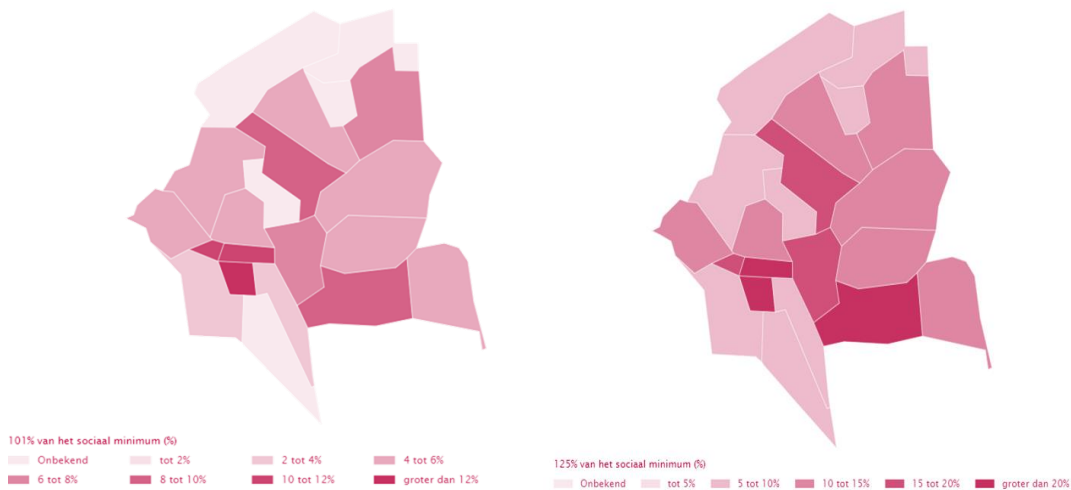 101% van het sociaal minimum (%)
Onbekend tot 2% 2 tot 4% 4 tot 6%
6 tot 8% 8 tot 10% 10 tot 12% groter dan 12%
125% van het sociaal minimum (%)
Onbekend tot 5% 5 tot 10% 10 tot 15% 15 tot 20% groter dan 20%